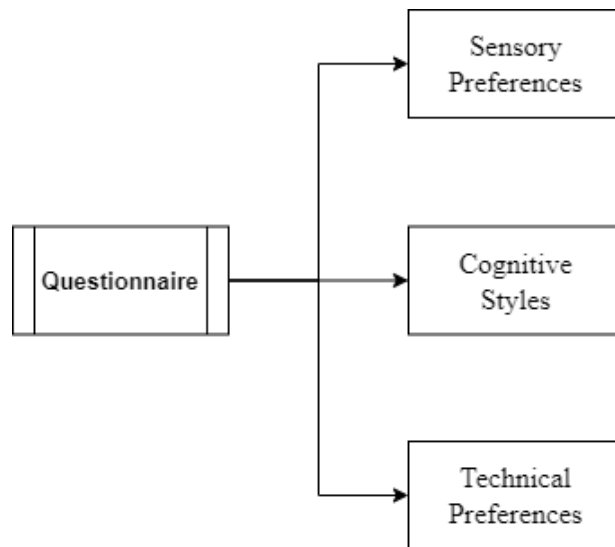 Sensory
Preferences
Questionnaire
Cognitive
Styles
Technical
Preferences